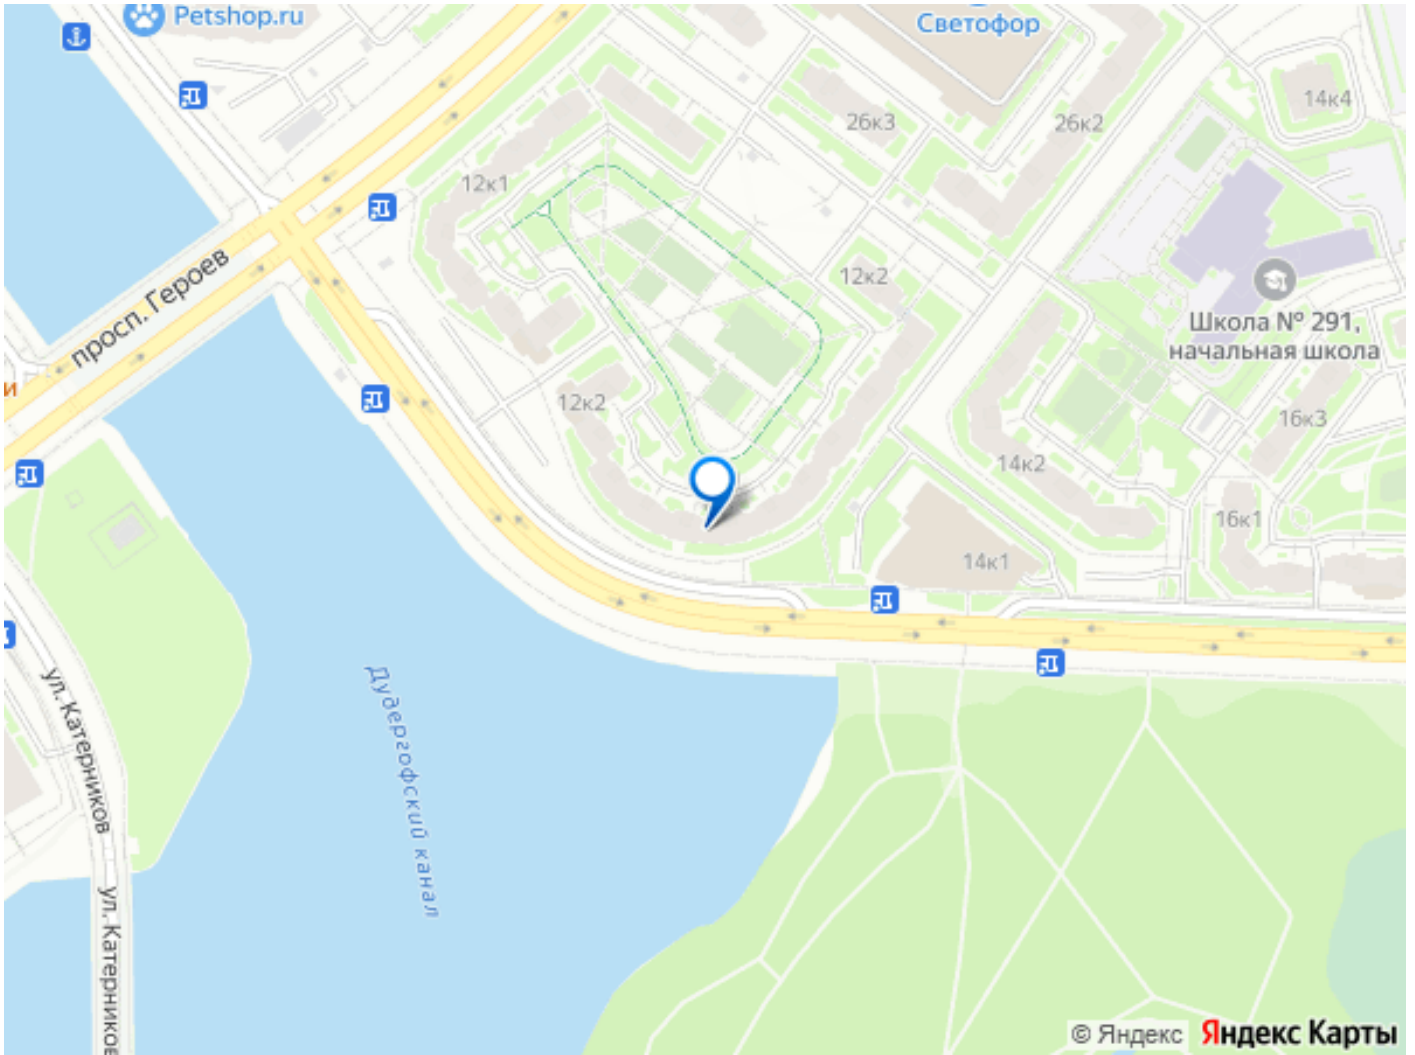 Petshop.ru
Светофор
14к4
26к3
26к2
12к1
просп. Героев
12к2
Школа № 291,
начальная школа
и
12к2
16к3
14к2
16к1
14к1
ул. Катерников
Дудергофский канал
ул. Катерников
© Яндекс Яндекс Карты